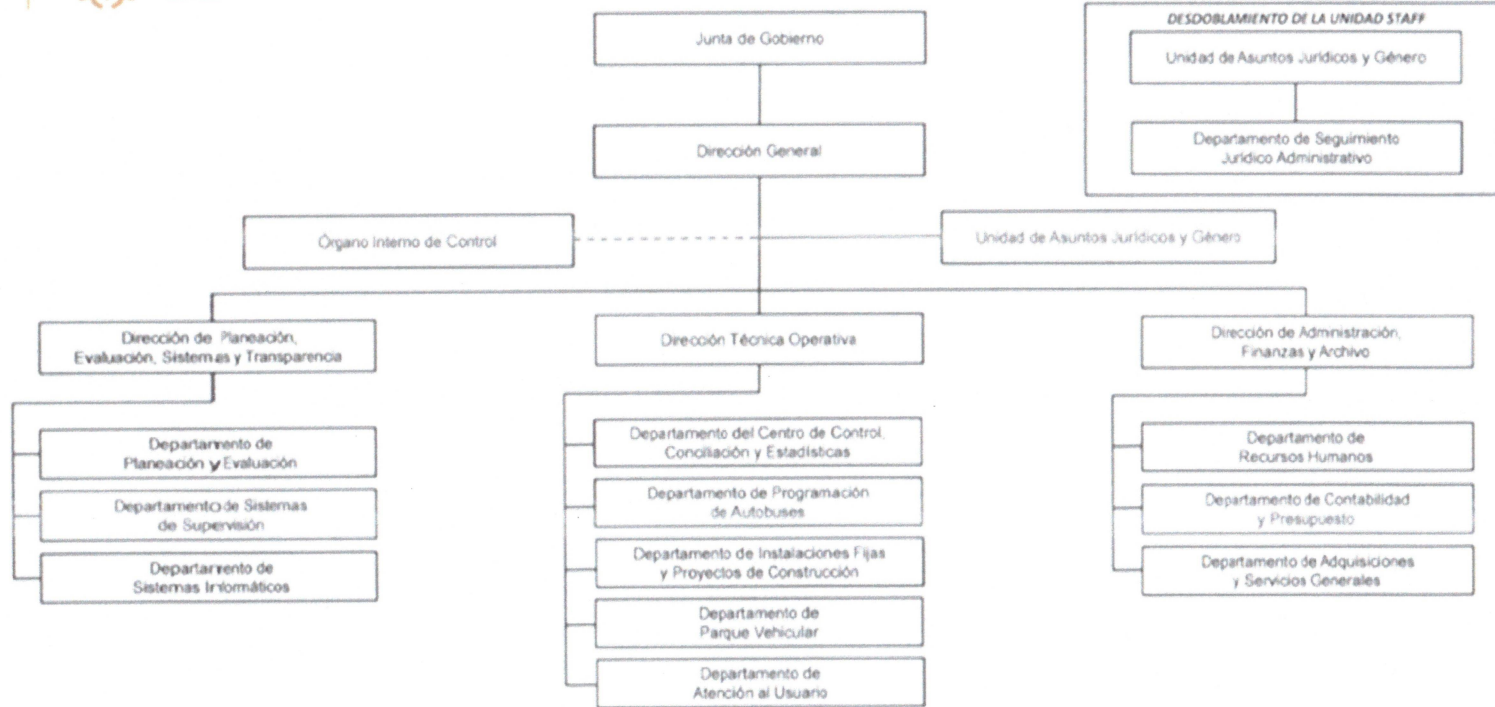 Junta de Gobierno
Dirección General
DESDOBLAMIENTO DE LA UNIDAD STAFF
Unidad de Asuntos Jurídicos y Género
Departamento de Seguimiento
Jurídico Administrativo
Órgano Interno de Control
Unidad de Asuntos Jurídicos y Género
Dirección de Planeación,
Evaluación, Sistemas y Transparencia
Departamento de
Planeación y Evaluación
Departamento de Sistemas
de Supervisión
Departamento de
Sistemas Informáticos
Dirección Técnica Operativa
Departamento del Centro de Control,
Conciliación y Estadísticas
Departamento de Programación
de Autobuses
Departamento de Instalaciones Fijas
y Proyectos de Construcción
Departamento de
Parque Vehicular
Departamento de
Atención al Usuario
Dirección de Administración,
Finanzas y Archivo
Departamento de
Recursos Humanos
Departamento de Contabilidad
y Presupuesto
Departamento de Adquisiciones
y Servicios Generales